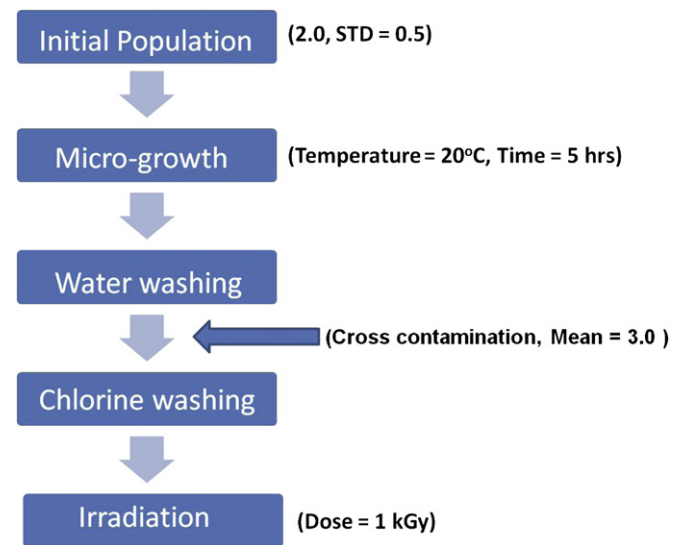 Initial Population (2.0, STD = 0.5)
Micro-growth (Temperature = 20°C, Time = 5 hrs)
Water washing
(Cross contamination, Mean = 3.0 )
Chlorine washing
Irradiation (Dose = 1 kGy)